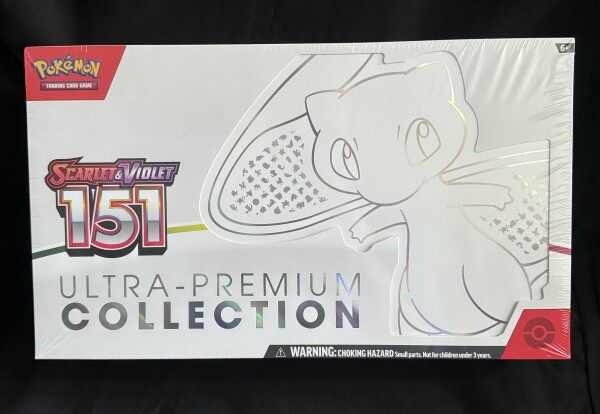 POKéMON
TRADING CARD GAME
6+
SCARLET & VIOLET
151
ULTRA-PREMIUM
COLLECTION
WARNING: CHOKING HAZARD Small parts. Not for children under 3 years.